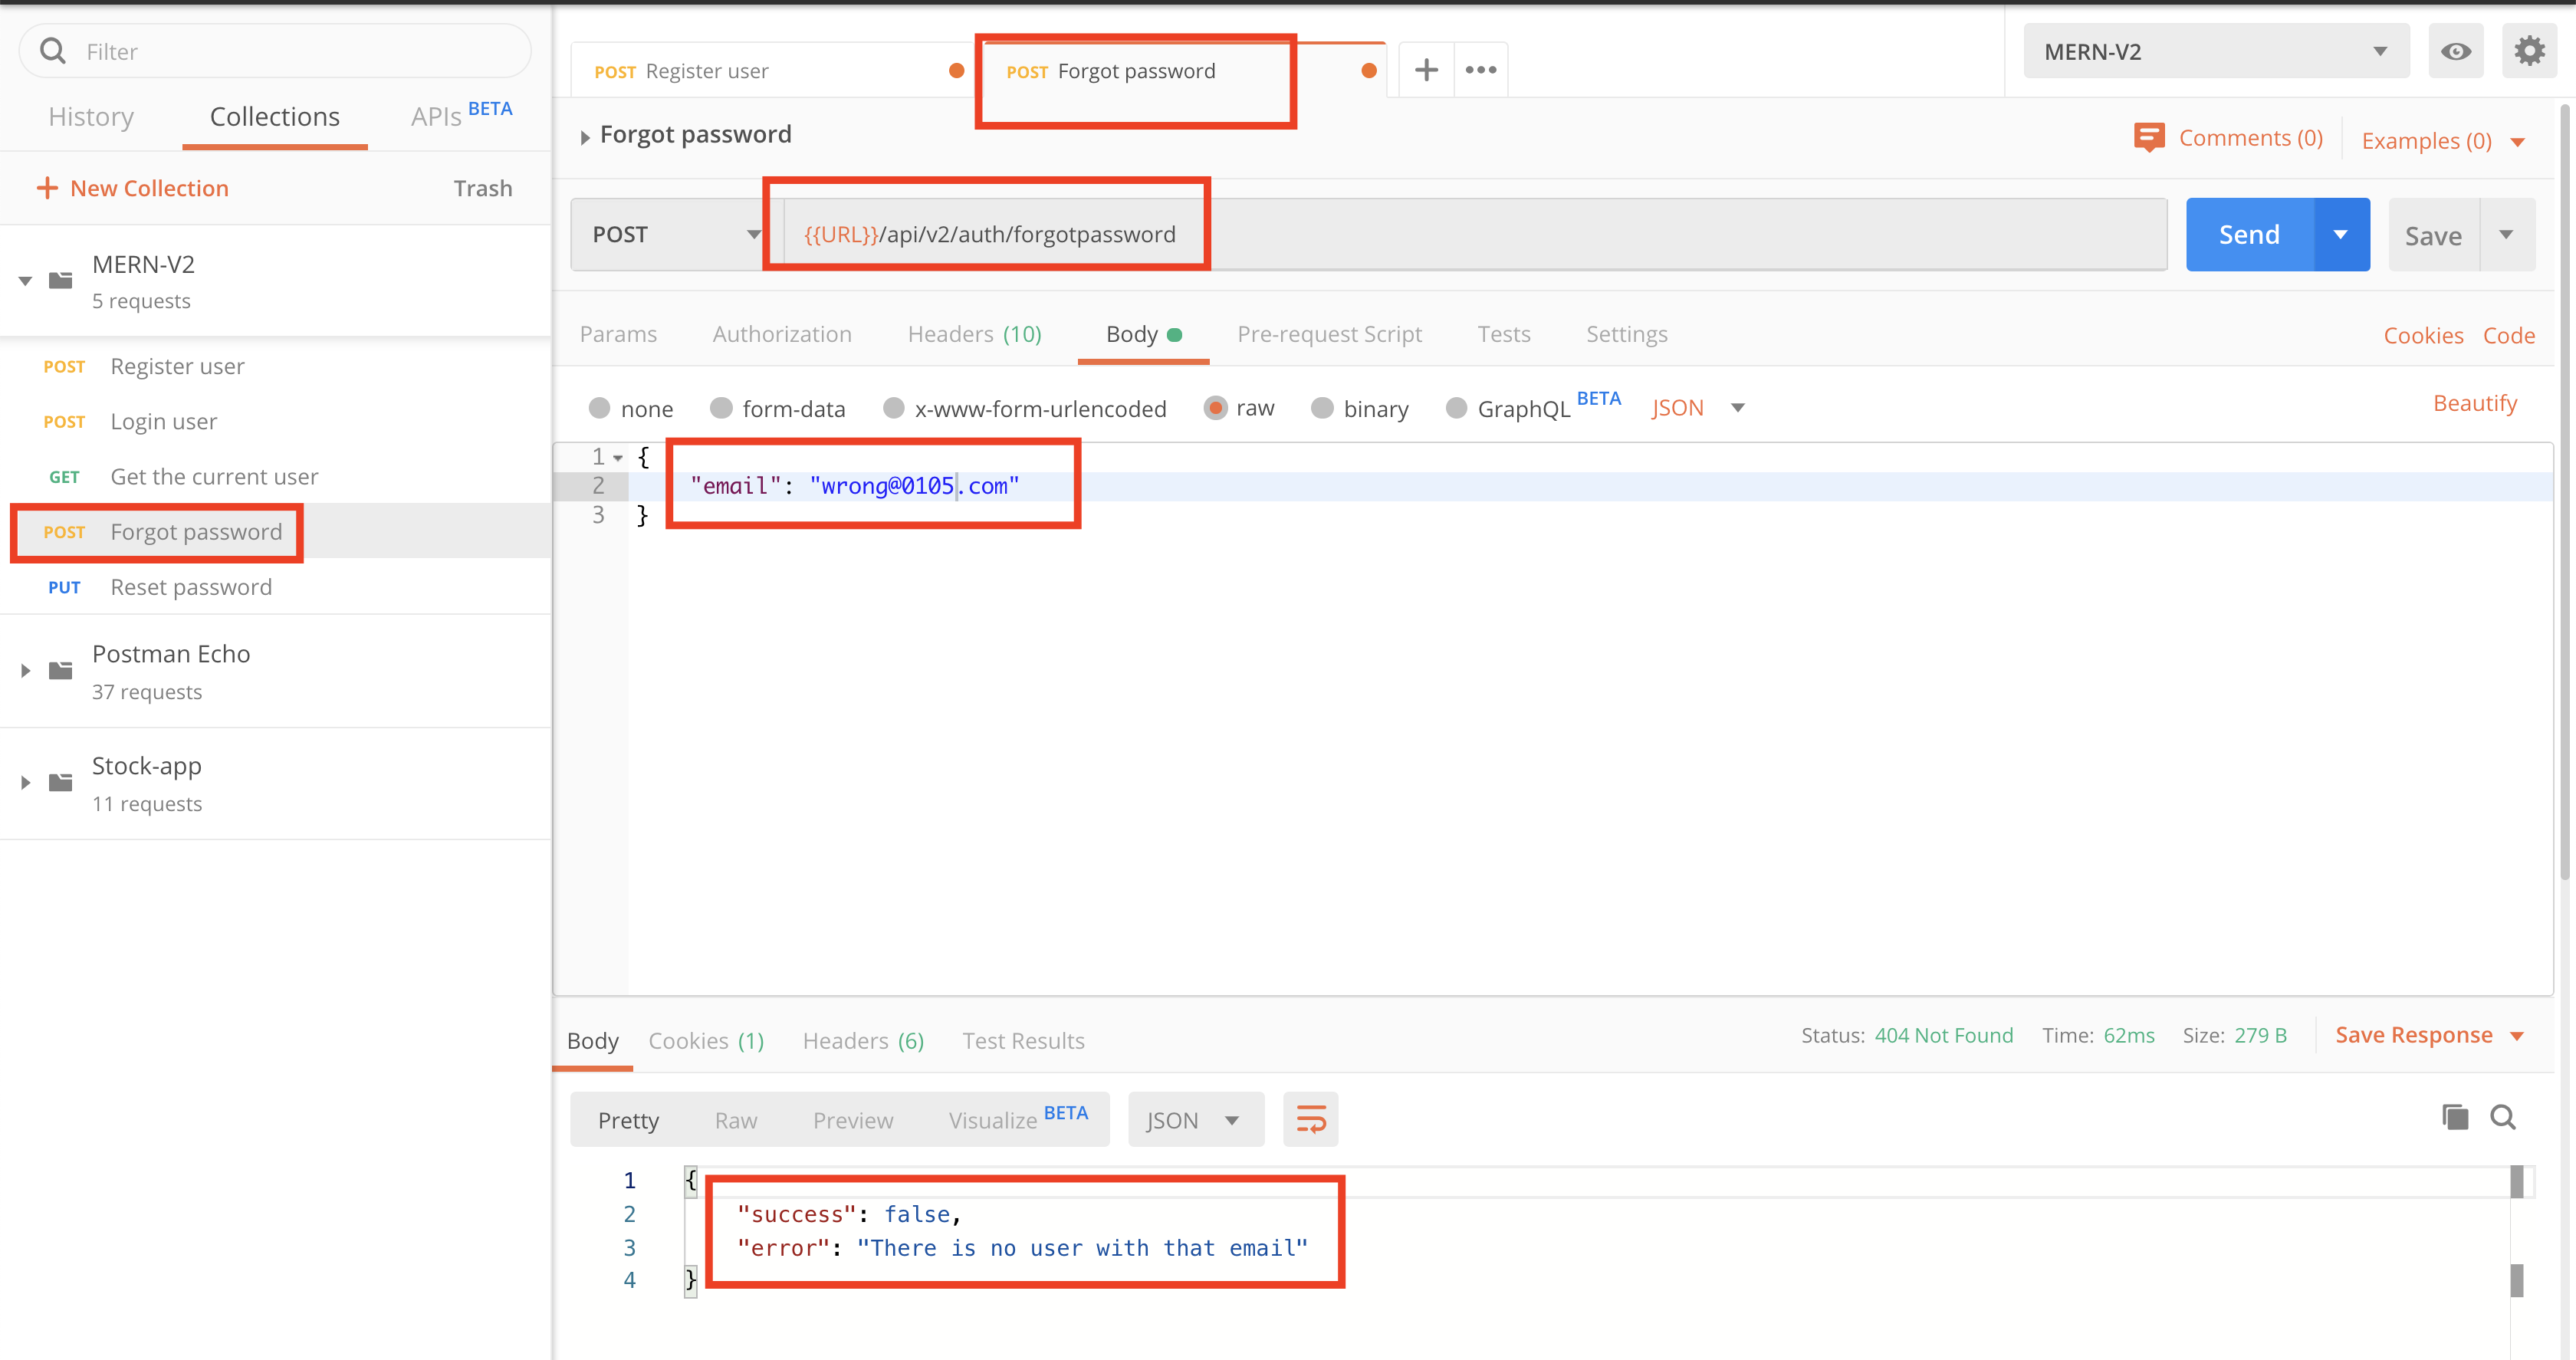 Filter
History Collections APIs BETA
+ New Collection Trash
MERN-V2
5 requests
POST Register user
POST Login user
GET Get the current user
POST Forgot password
PUT Reset password
Postman Echo
37 requests
Stock-app
11 requests
POST Register user POST Forgot password
MERN-V2
Forgot password
Comments (0) Examples (0)
POST {{URL}}/api/v2/auth/forgotpassword Send Save
Params Authorization Headers (10) Body Pre-request Script Tests Settings Cookies Code
none form-data x-www-form-urlencoded raw binary GraphQL BETA JSON Beautify
1 {
2 "email": "wrong@0105.com"
3 }
Body Cookies (1) Headers (6) Test Results Status: 404 Not Found Time: 62ms Size: 279 B Save Response
Pretty Raw Preview Visualize BETA JSON
1 {
2 "success": false,
3 "error": "There is no user with that email"
4 }